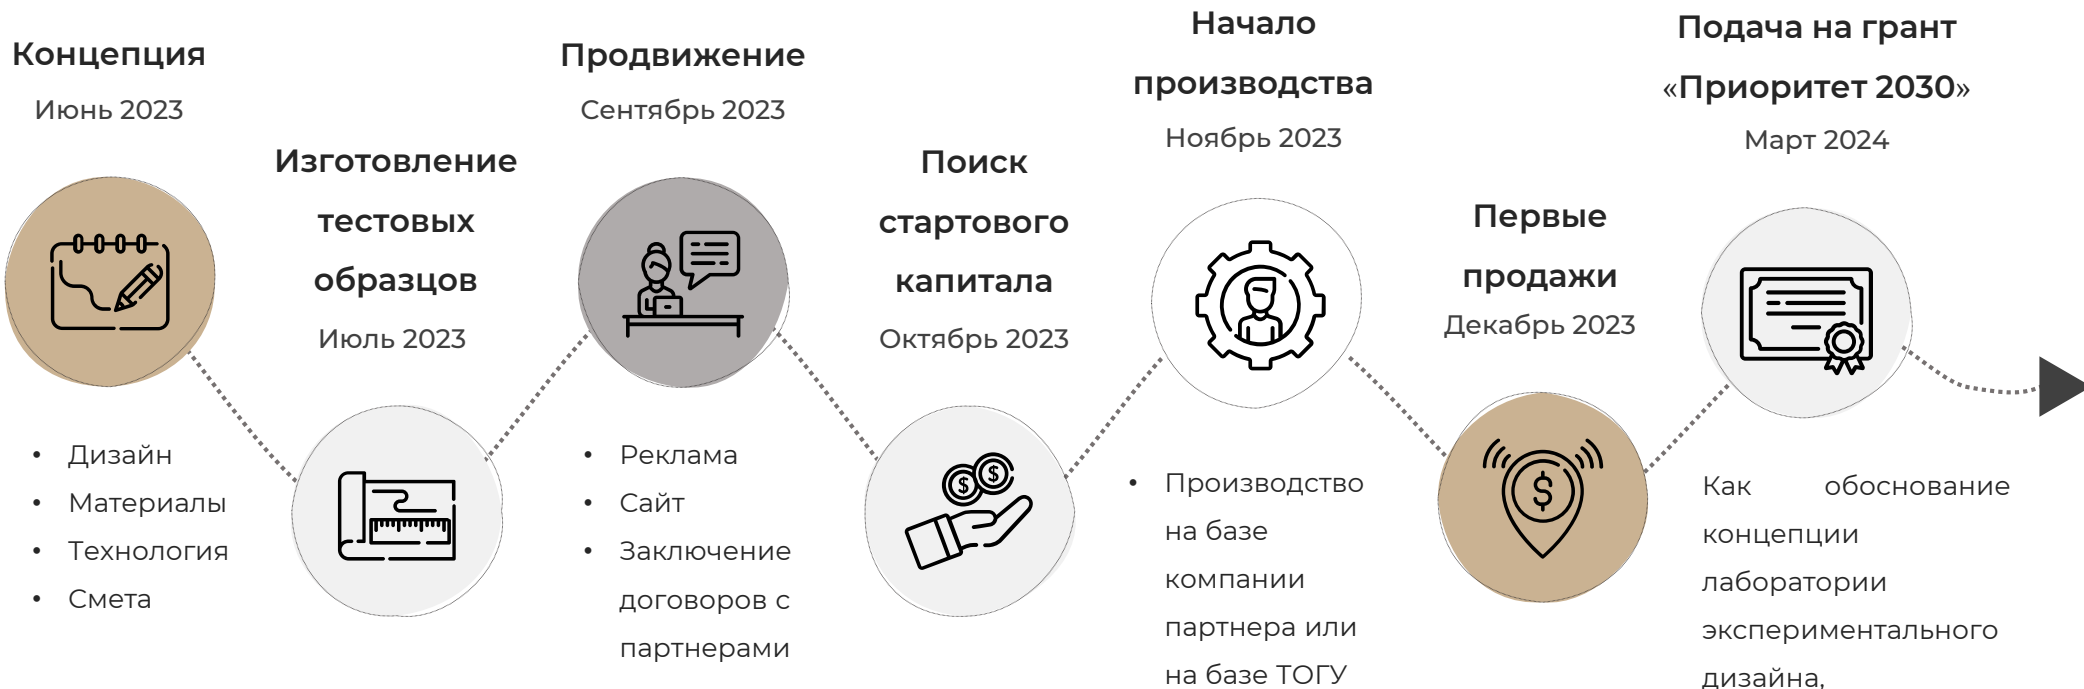 Концепция
Июнь 2023
Дизайн
Материалы
Технология
Смета
Изготовление
тестовых
образцов
Июль 2023
Продвижение
Сентябрь 2023
Реклама
Сайт
Заключение
договоров с
партнерами
Поиск
стартового
капитала
Октябрь 2023
Начало
производства
Ноябрь 2023
Производство
на базе
компании
партнера или
на базе ТОГУ
Первые
продажи
Декабрь 2023
Подача на грант
«Приоритет 2030»
Март 2024
Как обоснование
концепции
лаборатории
экспериментального
дизайна,